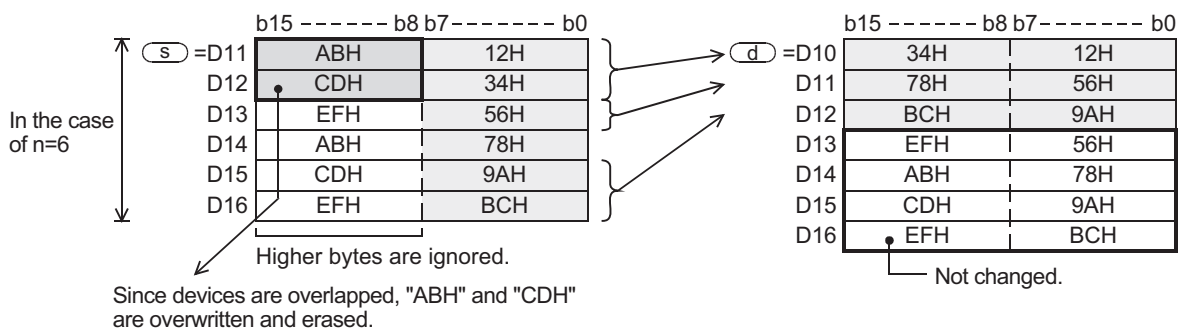 b15 ------- b8 b7------- b0
s =D11 ABH 12H
D12 CDH 34H
D13 EFH 56H
D14 ABH 78H
D15 CDH 9AH
D16 EFH BCH
In the case
of n=6
Higher bytes are ignored.
Since devices are overlapped, "ABH" and "CDH"
are overwritten and erased.
b15 ------- b8 b7------- b0
d =D10 34H 12H
D11 78H 56H
D12 BCH 9AH
D13 EFH 56H
D14 ABH 78H
D15 CDH 9AH
D16 EFH BCH
Not changed.